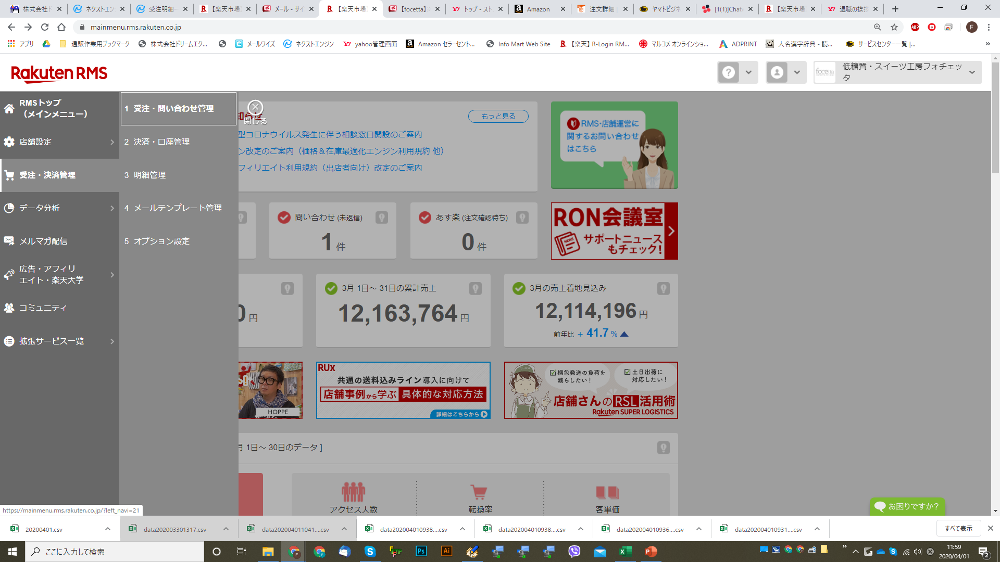 株式会社ド
ネクストエン
受注明細一
【楽天市場
メール - サイ
【楽天市場
【focetta】
トップ - スト
Amazon
注文詳細
ヤマトビジネ
[1(1)]Chatw
【楽天市場
退職の挨拶
mainmenu.rms.rakuten.co.jp
ABP
F
アプリ
通販作業用ブックマーク
株式会社ドリームエク...
メールワイズ
ネクストエンジン
yahoo管理画面
Amazon セラーセント...
Info Mart Web Site
【楽天】R-Login RM...
マルコメ オンラインショ...
ADPRINT
人名漢字辞典 - 読...
サービスセンター一覧 |...
Rakuten RMS
focetta
低糖質・スイーツ工房フォチェッ
タ
RMSトップ
（メインメニュー）
店舗設定
受注・決済管理
データ分析
メルマガ配信
広告・アフィリ
エイト・楽天大学
コミュニティ
拡張サービス一覧
1 受注・問い合わせ管理
2 決済・口座管理
3 明細管理
4 メールテンプレート管理
5 オプション設定
閉じる
知らせ
もっと見る
型コロナウイルス発生に伴う相談窓口開設のご案内
ン改定のご案内（価格＆在庫最適化エンジン利用規約 他）
フィリエイト利用規約（出店者向け）改定のご案内
RMS・店舗運営に
関するお問い合わせ
はこちら
問い合わせ (未返信)
1 件
あす楽 (注文確認待ち)
0 件
RON会議室
NEWS
サポートニュース
もチェック！
0 円
3月 1日～ 31日の累計売上
12,163,764 円
3月の売上着地見込み
12,114,196 円
前年比 + 41.7 %
HOPPE
RUx
共通の送料込みライン導入に向けて
店舗事例から学ぶ 具体的な対応方法
詳細はこちらから
SHOP
梱包発送の負荷を
減らしたい！
土日出荷に
対応したい！
店舗さんのRSL活用術
Rakuten SUPER LOGISTICS
月 1日～ 30日のデータ ]
アクセス人数
転換率
客単価
お困りですか？
https://mainmenu.rms.rakuten.co.jp/?left_navi=21
20200401.csv
data202003301317.csv
data202004011041....csv
data202004010938....csv
data202004010938....csv
data202004010936....csv
data202004010931....csv
すべて表示
ここに入力して検索
Ps
Ai
11:59
2020/04/01
2